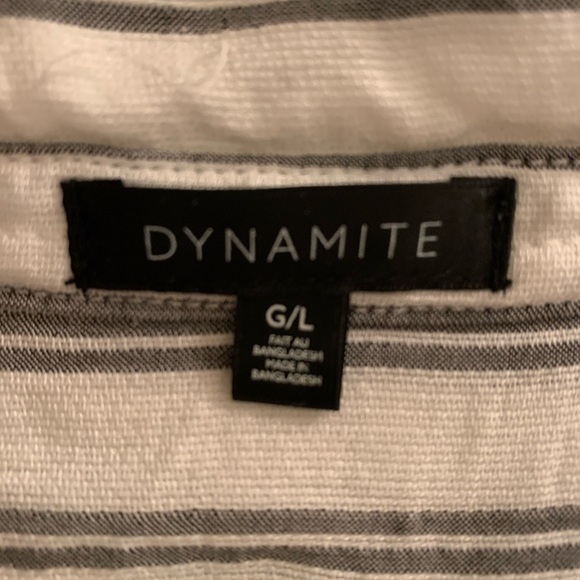 DYNAMITE
G/L
FAIT AU
BANGLADESH
MADE IN
BANGLADESH